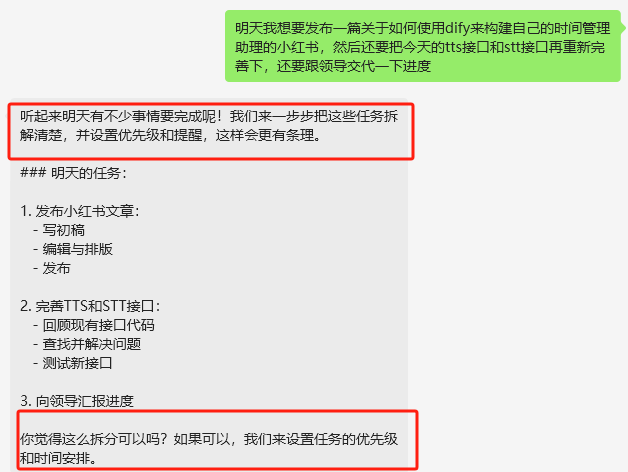 明天我想要发布一篇关于如何使用dify来构建自己的时间管理
助理的小红书，然后还要把今天的tts接口和stt接口再重新完
善下，还要跟领导交代一下进度
听起来明天有不少事情要完成呢！我们来一步步把这些任务拆
解清楚，并设置优先级和提醒，这样会更有条理。
### 明天的任务：
1. 发布小红书文章：
- 写初稿
- 编辑与排版
- 发布
2. 完善TTS和STT接口：
- 回顾现有接口代码
- 查找并解决问题
- 测试新接口
3. 向领导汇报进度
你觉得这么拆分可以吗？如果可以，我们来设置任务的优先级
和时间安排。